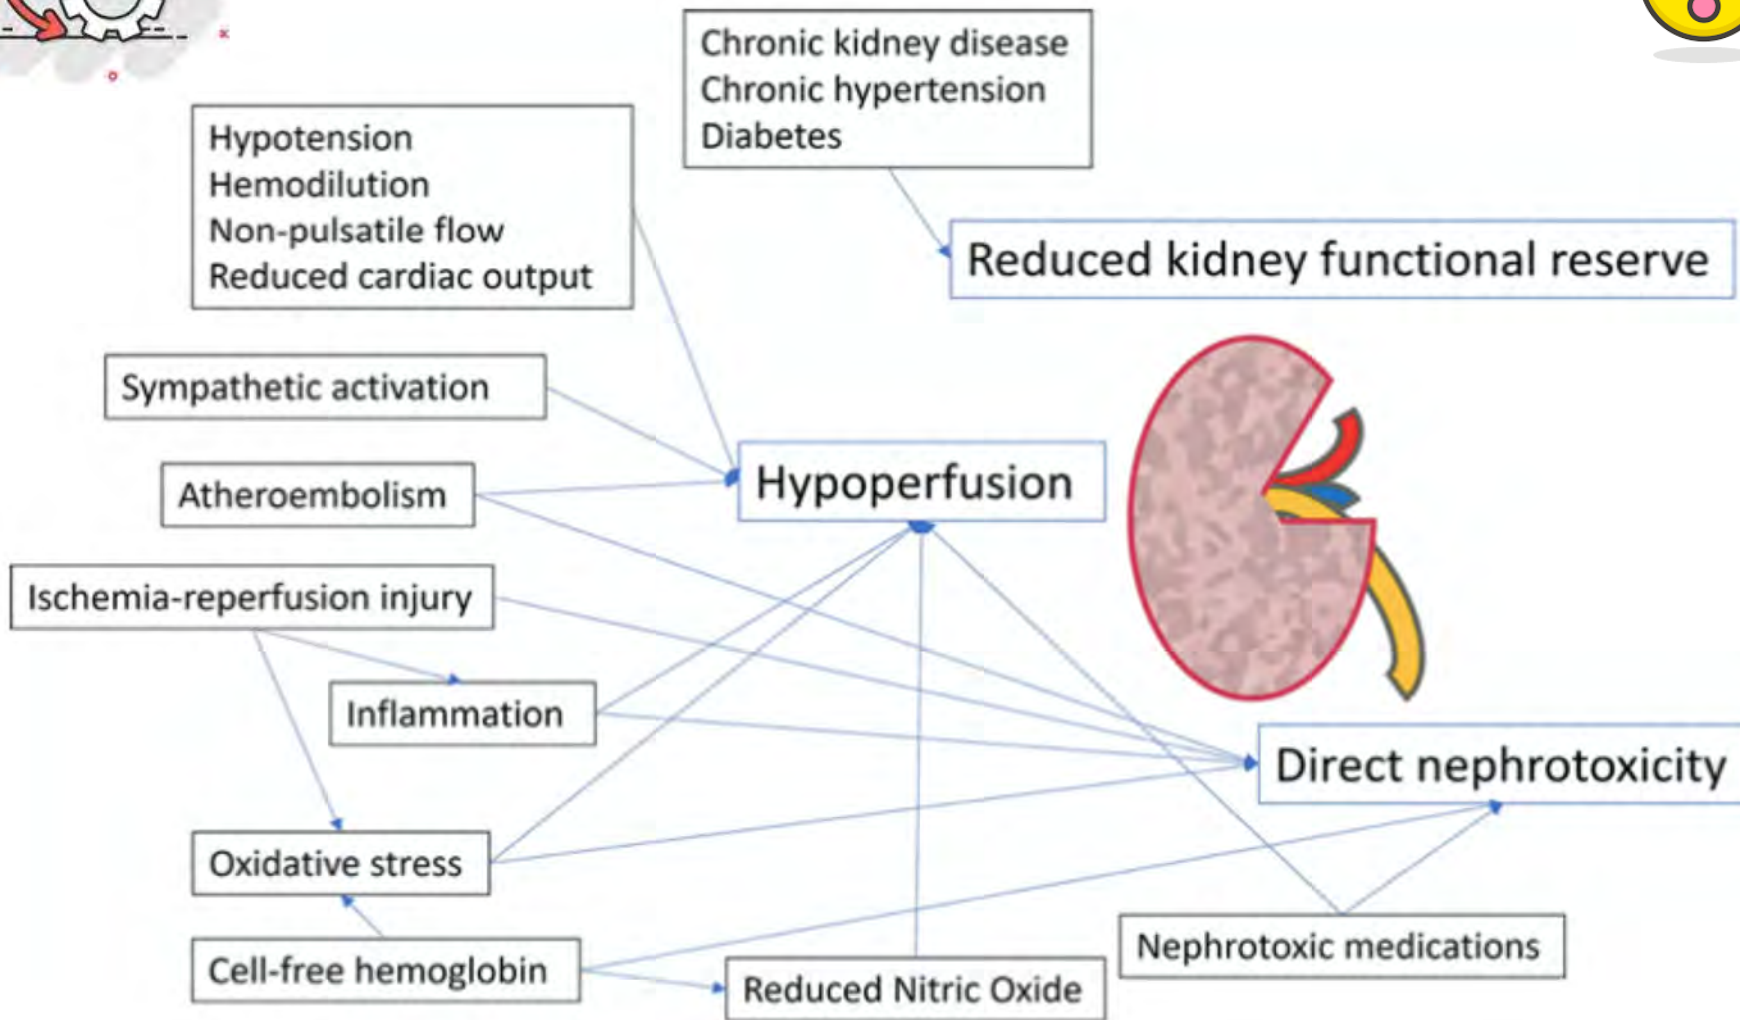 Chronic kidney disease
Chronic hypertension
Diabetes
Hypotension
Hemodilution
Non-pulsatile flow
Reduced cardiac output
Reduced kidney functional reserve
Sympathetic activation
Hypoperfusion
Atheroembolism
Ischemia-reperfusion injury
Inflammation
Direct nephrotoxicity
Oxidative stress
Nephrotoxic medications
Cell-free hemoglobin
Reduced Nitric Oxide